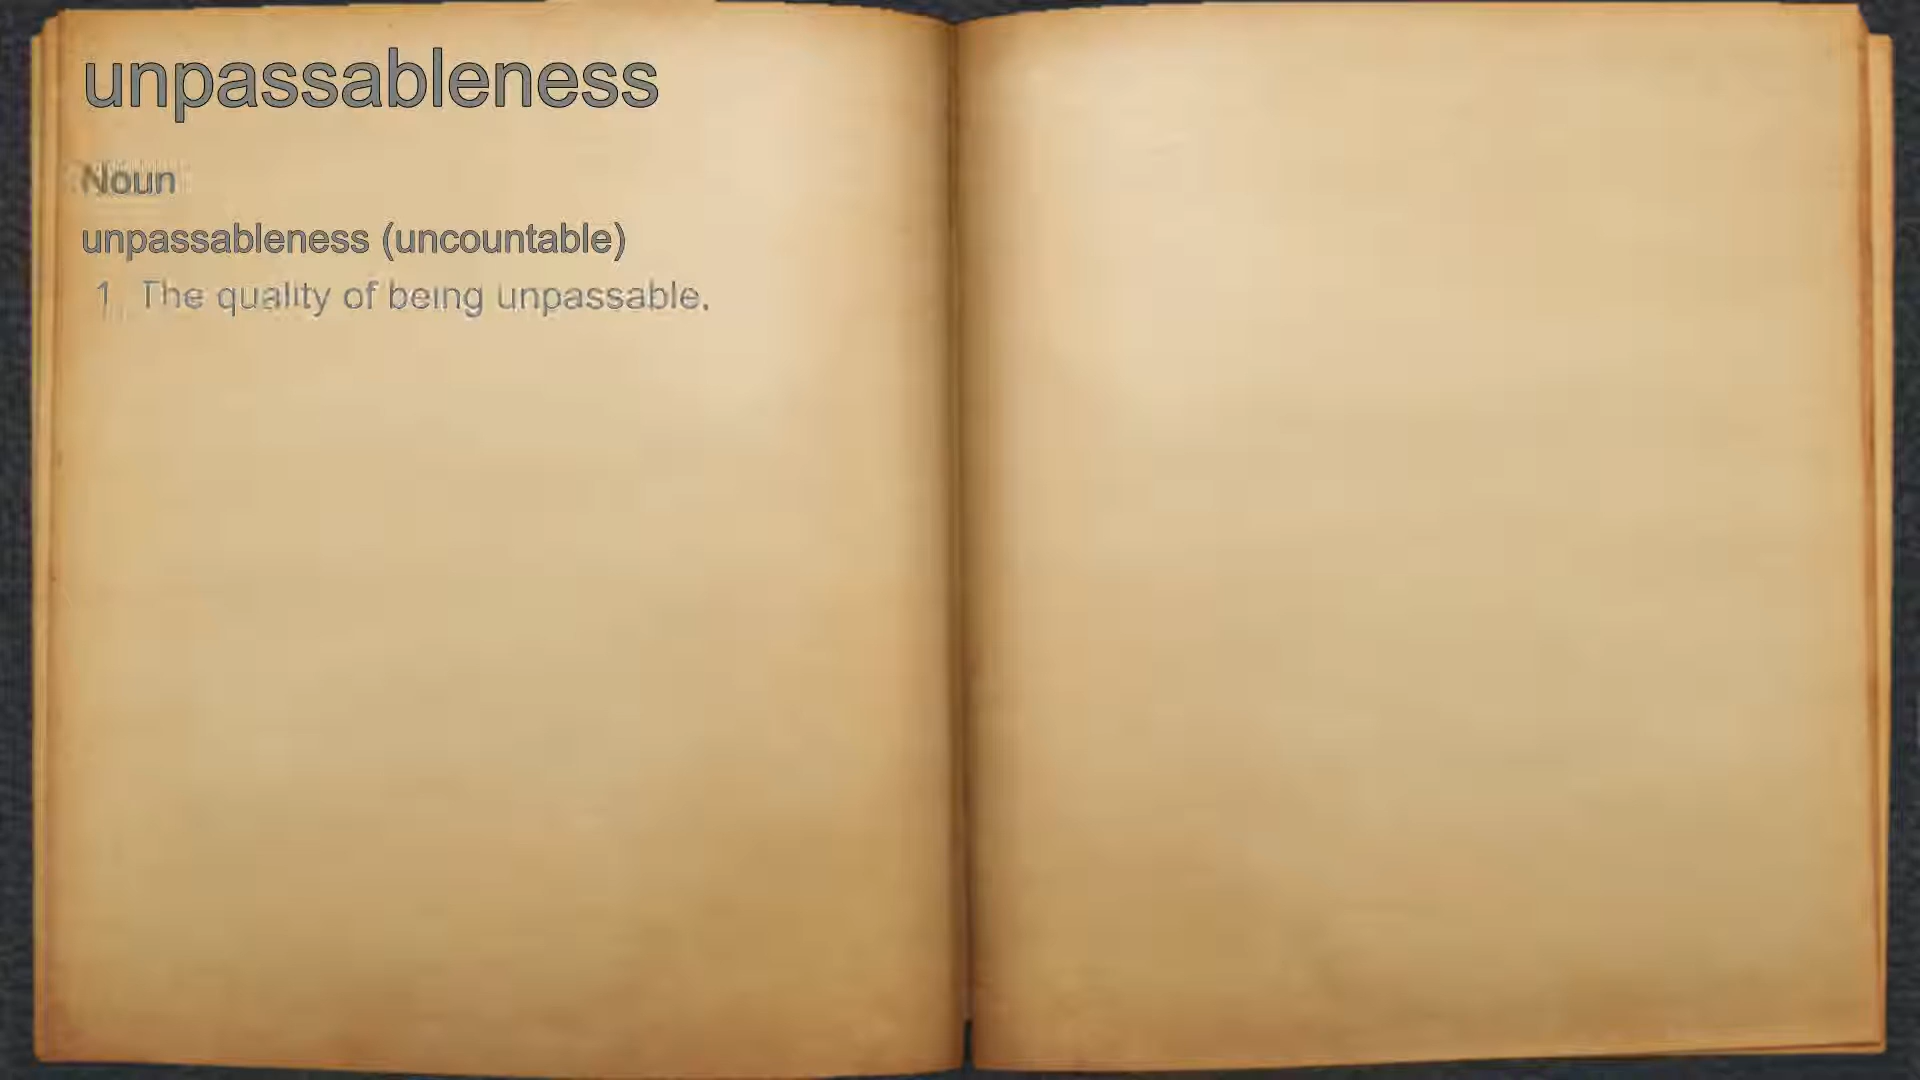 unpassableness
Noun
unpassableness (uncountable)
1. The quality of being unpassable.